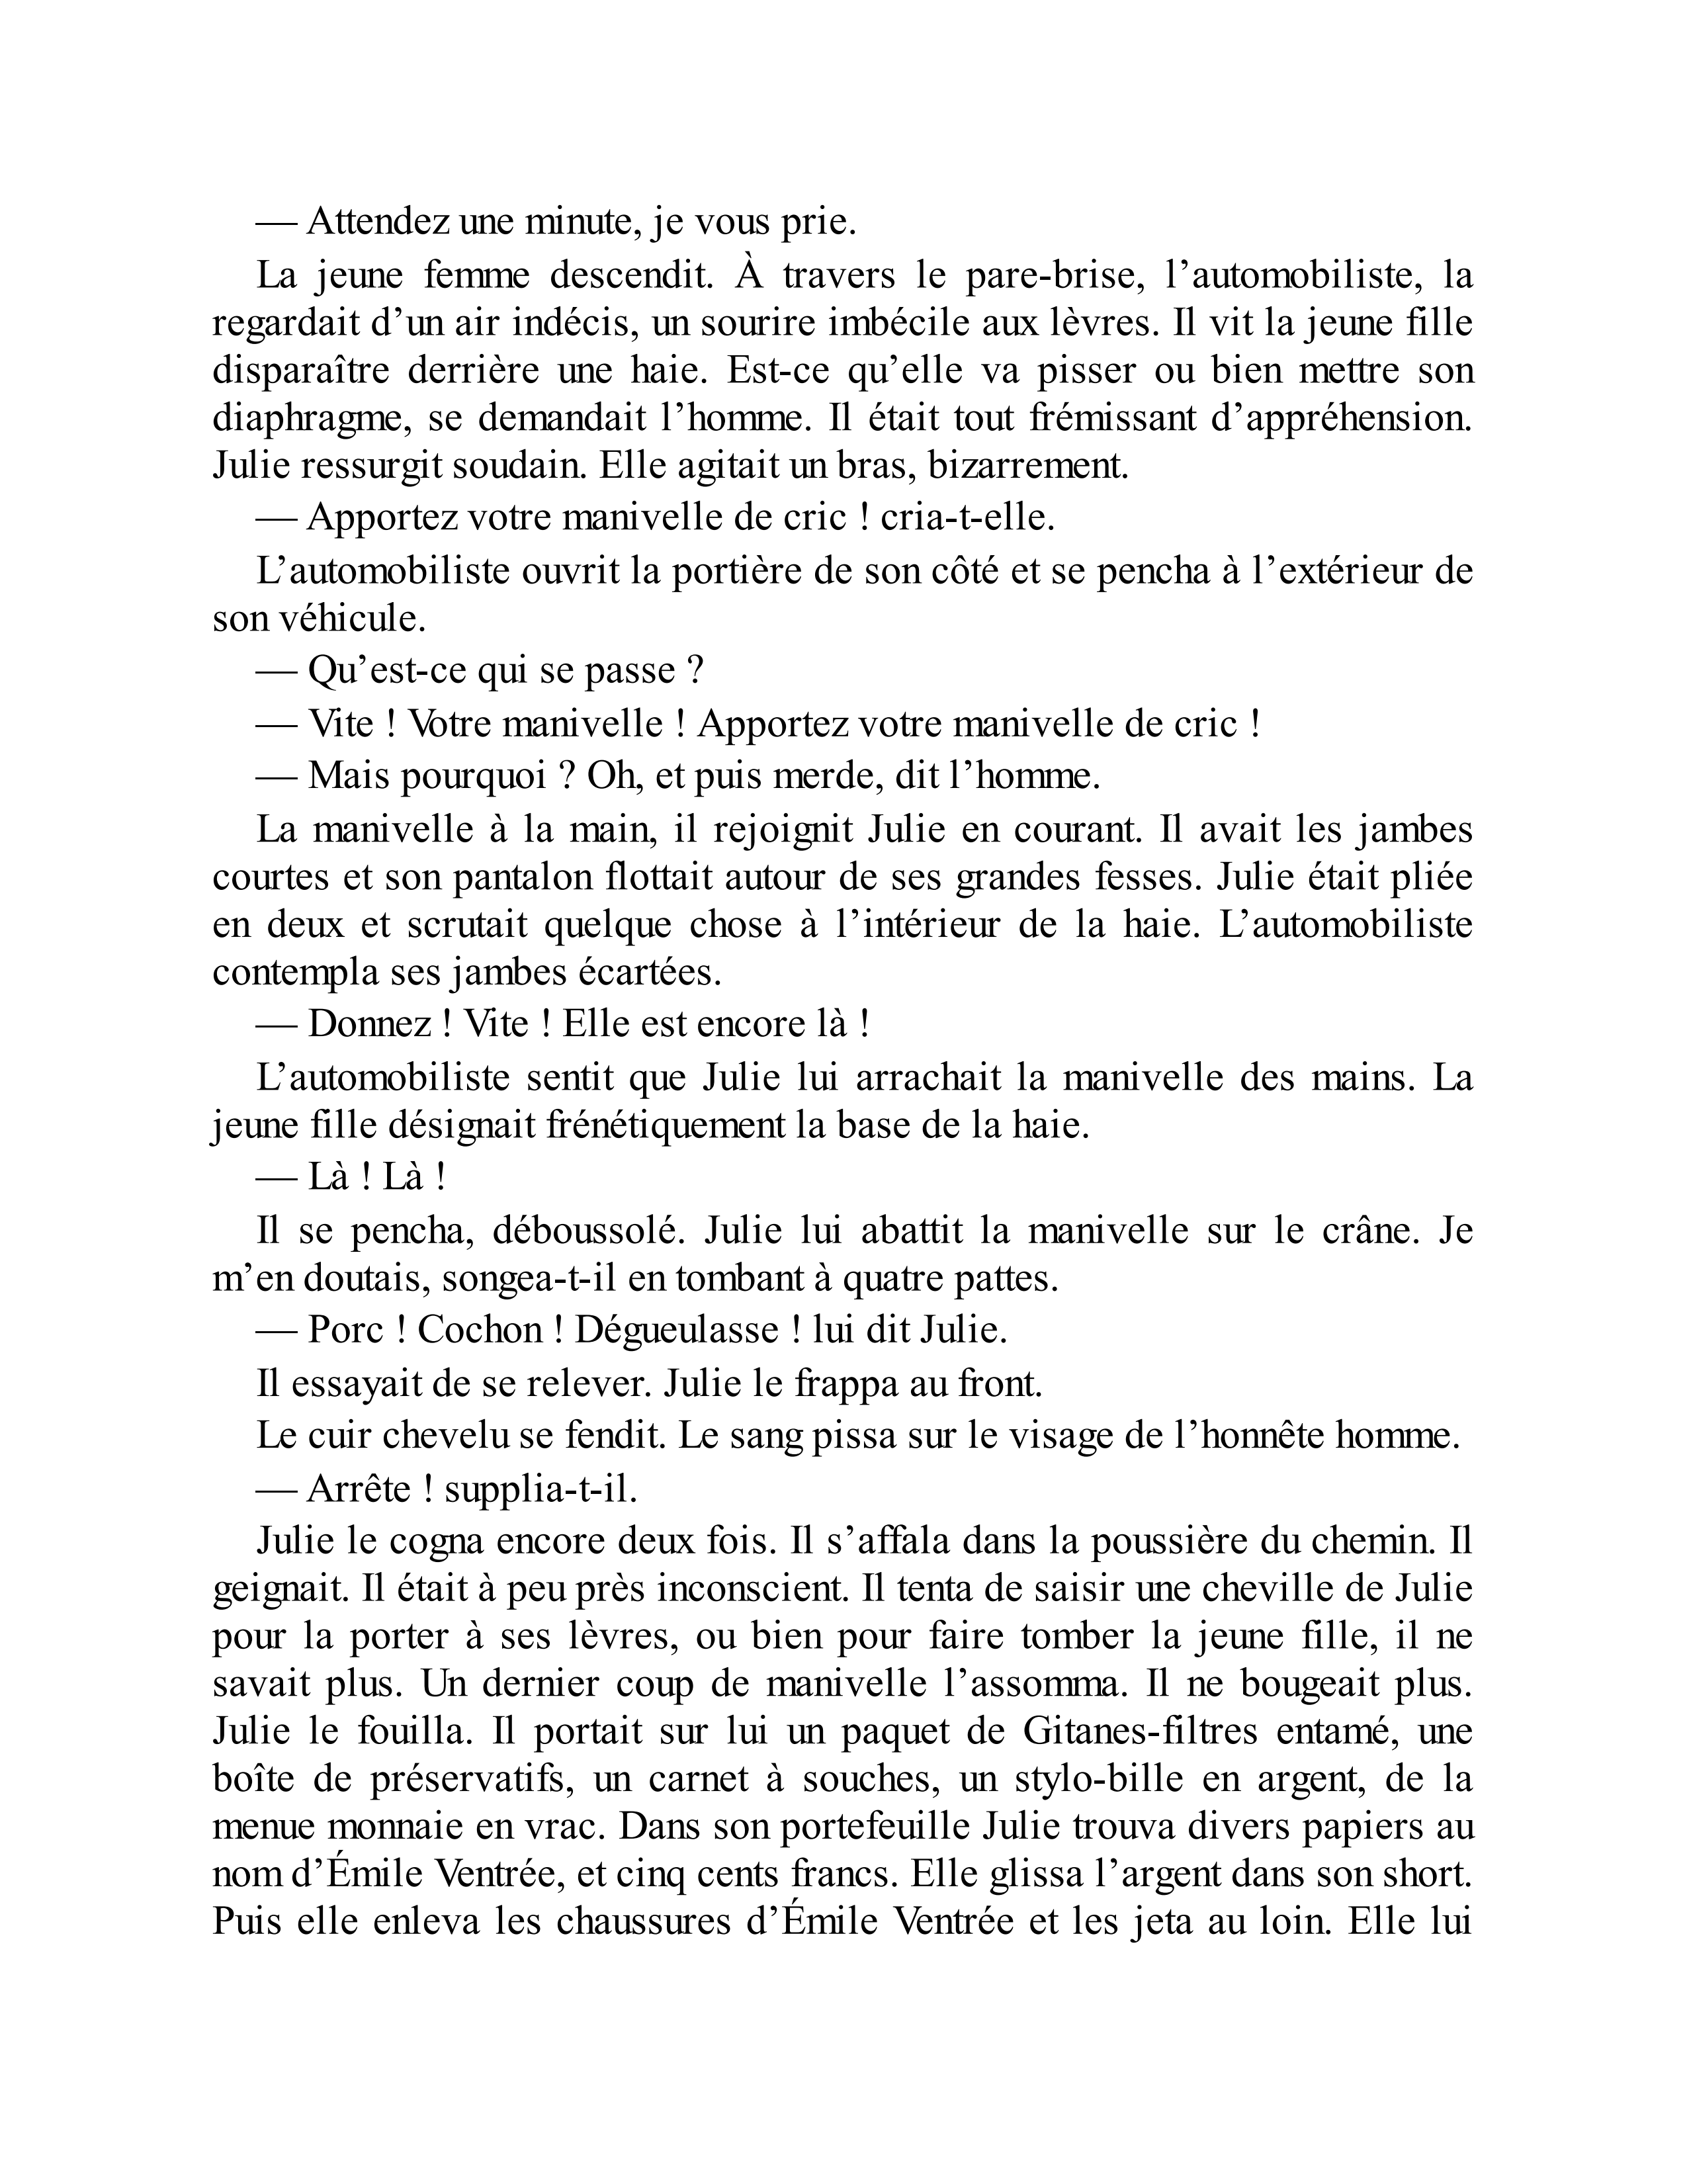 — Attendez une minute, je vous prie.
La jeune femme descendit. À travers le pare-brise, l’automobiliste, la
regardait d’un air indécis, un sourire imbécile aux lèvres. Il vit la jeune fille
disparaître derrière une haie. Est-ce qu’elle va pisser ou bien mettre son
diaphragme, se demandait l’homme. Il était tout frémissant d’appréhension.
Julie ressurgit soudain. Elle agitait un bras, bizarrement.
— Apportez votre manivelle de cric ! cria-t-elle.
L’automobiliste ouvrit la portière de son côté et se pencha à l’extérieur de
son véhicule.
— Qu’est-ce qui se passe ?
— Vite ! Votre manivelle ! Apportez votre manivelle de cric !
— Mais pourquoi ? Oh, et puis merde, dit l’homme.
La manivelle à la main, il rejoignit Julie en courant. Il avait les jambes
courtes et son pantalon flottait autour de ses grandes fesses. Julie était pliée
en deux et scrutait quelque chose à l’intérieur de la haie. L’automobiliste
contempla ses jambes écartées.
— Donnez ! Vite ! Elle est encore là !
L’automobiliste sentit que Julie lui arrachait la manivelle des mains. La
jeune fille désignait frénétiquement la base de la haie.
— Là ! Là !
Il se pencha, déboussolé. Julie lui abattit la manivelle sur le crâne. Je
m’en doutais, songea-t-il en tombant à quatre pattes.
— Porc ! Cochon ! Dégueulasse ! lui dit Julie.
Il essayait de se relever. Julie le frappa au front.
Le cuir chevelu se fendit. Le sang pissa sur le visage de l’honnête homme.
— Arrête ! supplia-t-il.
Julie le cogna encore deux fois. Il s’affala dans la poussière du chemin. Il
geignait. Il était à peu près inconscient. Il tenta de saisir une cheville de Julie
pour la porter à ses lèvres, ou bien pour faire tomber la jeune fille, il ne
savait plus. Un dernier coup de manivelle l’assomma. Il ne bougeait plus.
Julie le fouilla. Il portait sur lui un paquet de Gitanes-filtres entamé, une
boîte de préservatifs, un carnet à souches, un stylo-bille en argent, de la
menue monnaie en vrac. Dans son portefeuille Julie trouva divers papiers au
nom d’Émile Ventrée, et cinq cents francs. Elle glissa l’argent dans son short.
Puis elle enleva les chaussures d’Émile Ventrée et les jeta au loin. Elle lui